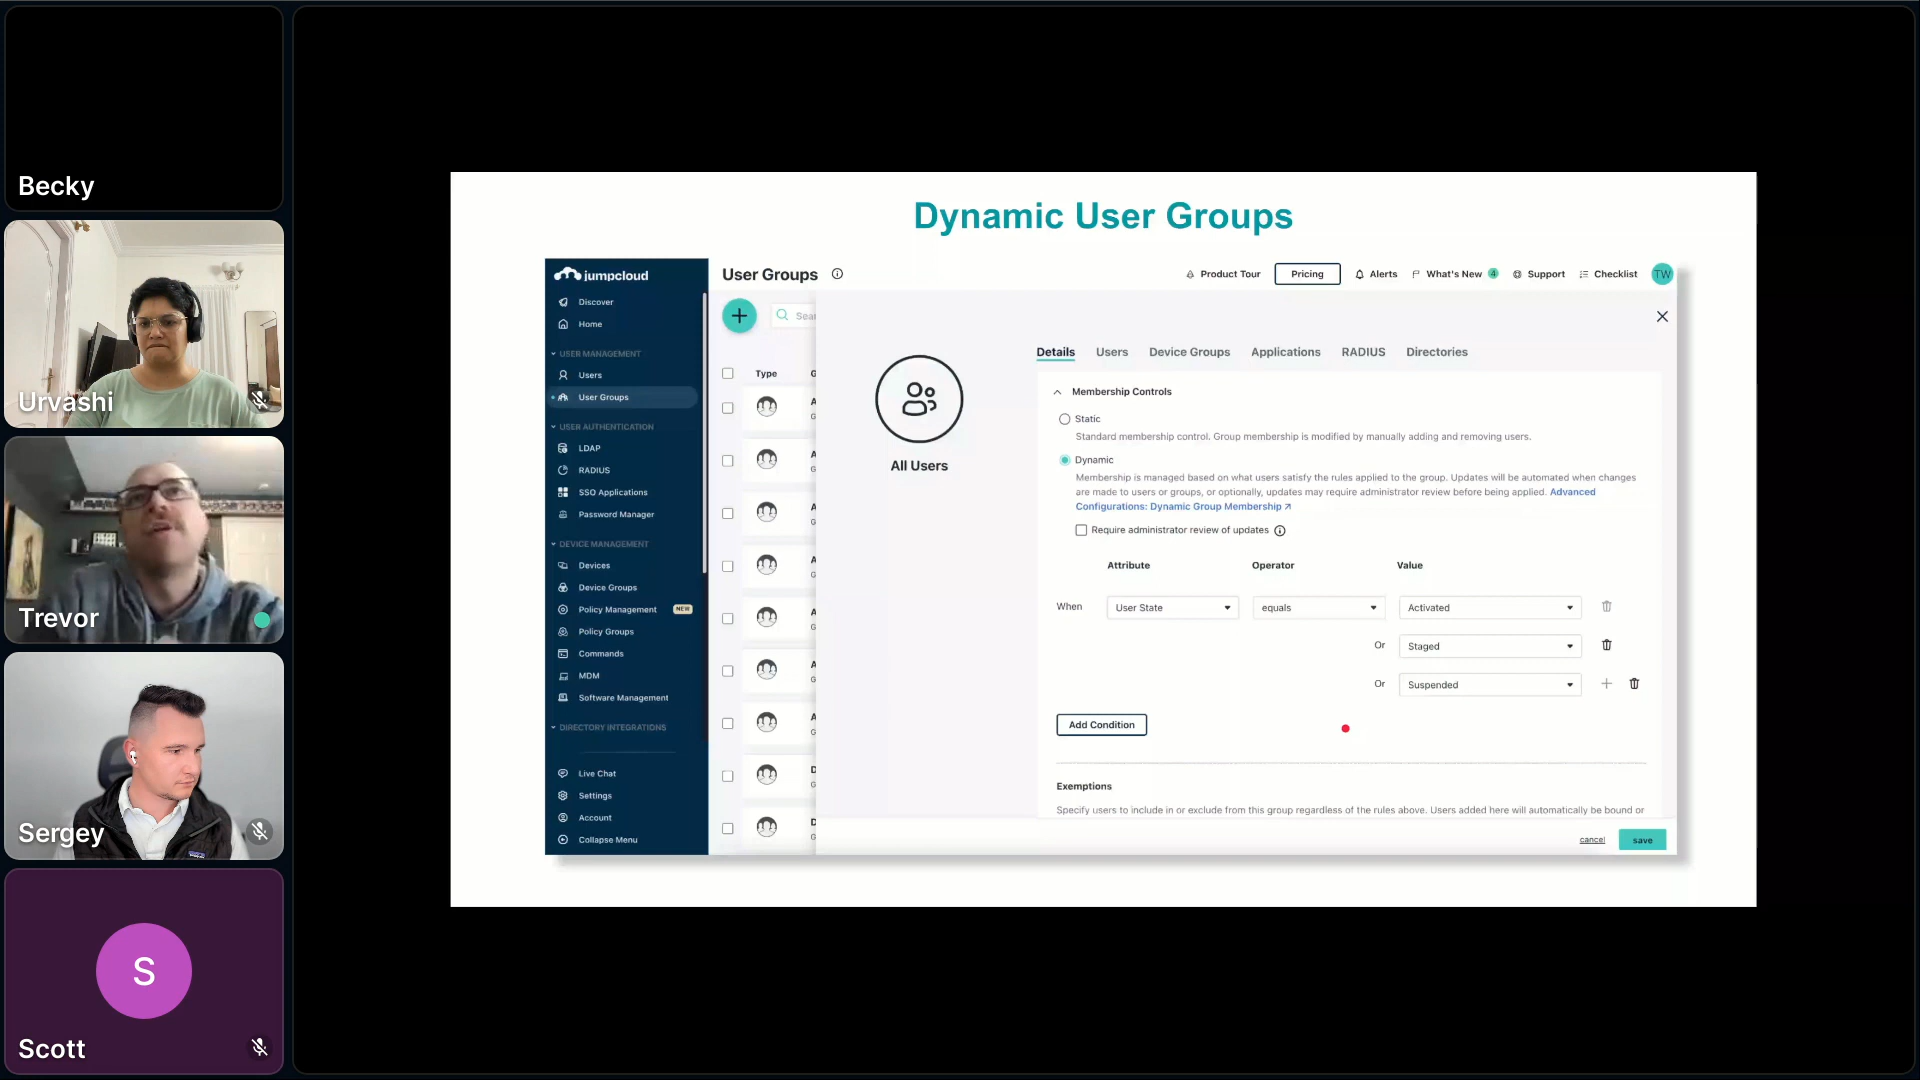 Becky
Urvashi
Trevor
Sergey
S
Scott
Dynamic User Groups
jumpcloud
Discover
Home
USER MANAGEMENT
Users
User Groups
USER AUTHENTICATION
LDAP
RADIUS
SSO Applications
Password Manager
DEVICE MANAGEMENT
Devices
Device Groups
Policy Management NEW
Policy Groups
Commands
MDM
Software Management
DIRECTORY INTEGRATIONS
Live Chat
Settings
Account
Collapse Menu
User Groups
Product Tour Pricing Alerts What's New 4 Support Checklist TW
Sear
Type G
A
G
A
G
A
G
A
G
A
G
A
G
A
G
D
G
D
G
All Users
Details Users Device Groups Applications RADIUS Directories
Membership Controls
Static
Standard membership control. Group membership is modified by manually adding and removing users.
Dynamic
Membership is managed based on what users satisfy the rules applied to the group. Updates will be automated when changes
are made to users or groups, or optionally, updates may require administrator review before being applied. Advanced
Configurations: Dynamic Group Membership
Require administrator review of updates
Attribute Operator Value
When User State equals Activated
Or Staged
Or Suspended
Add Condition
Exemptions
Specify users to include in or exclude from this group regardless of the rules above. Users added here will automatically be bound or
cancel save